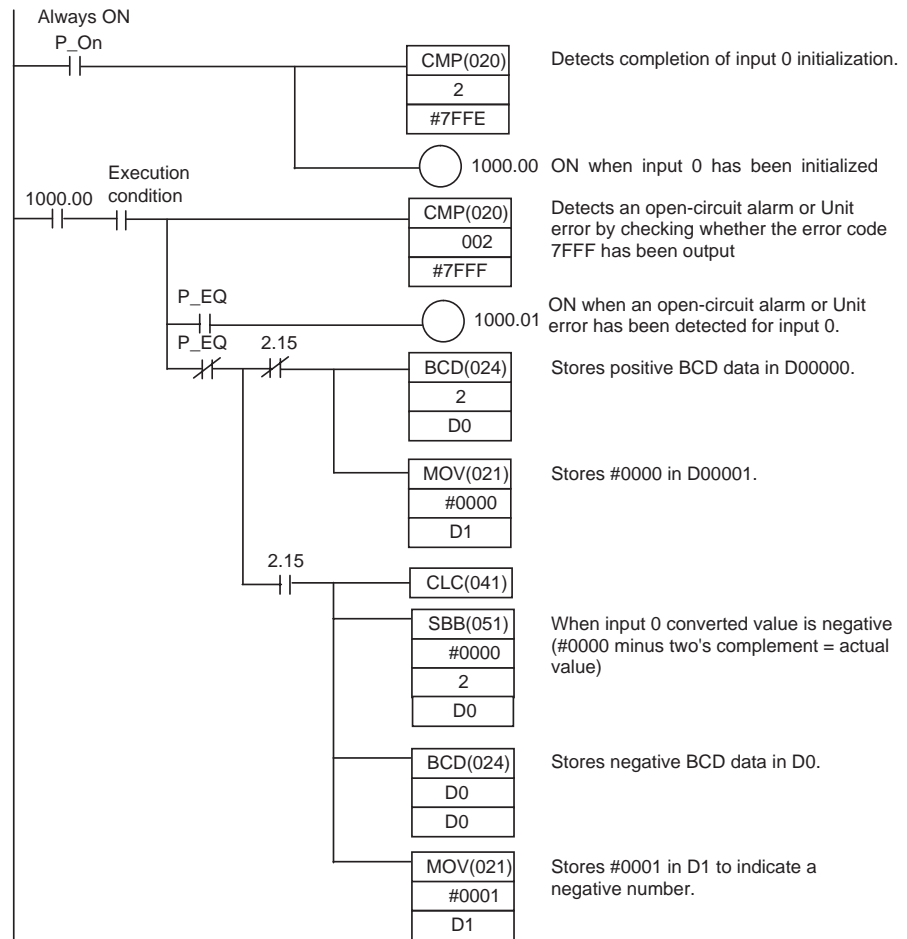 Always ON
P_On
CMP(020)
2
#7FFE
Detects completion of input 0 initialization.
1000.00 ON when input 0 has been initialized
Execution
condition
1000.00
CMP(020)
002
#7FFF
Detects an open-circuit alarm or Unit
error by checking whether the error code
7FFF has been output
P_EQ
1000.01
ON when an open-circuit alarm or Unit
error has been detected for input 0.
P_EQ 2.15
BCD(024)
2
D0
Stores positive BCD data in D00000.
MOV(021)
#0000
D1
Stores #0000 in D00001.
2.15
CLC(041)
SBB(051)
#0000
2
D0
When input 0 converted value is negative
(#0000 minus two's complement = actual
value)
BCD(024)
D0
D0
Stores negative BCD data in D0.
MOV(021)
#0001
D1
Stores #0001 in D1 to indicate a
negative number.